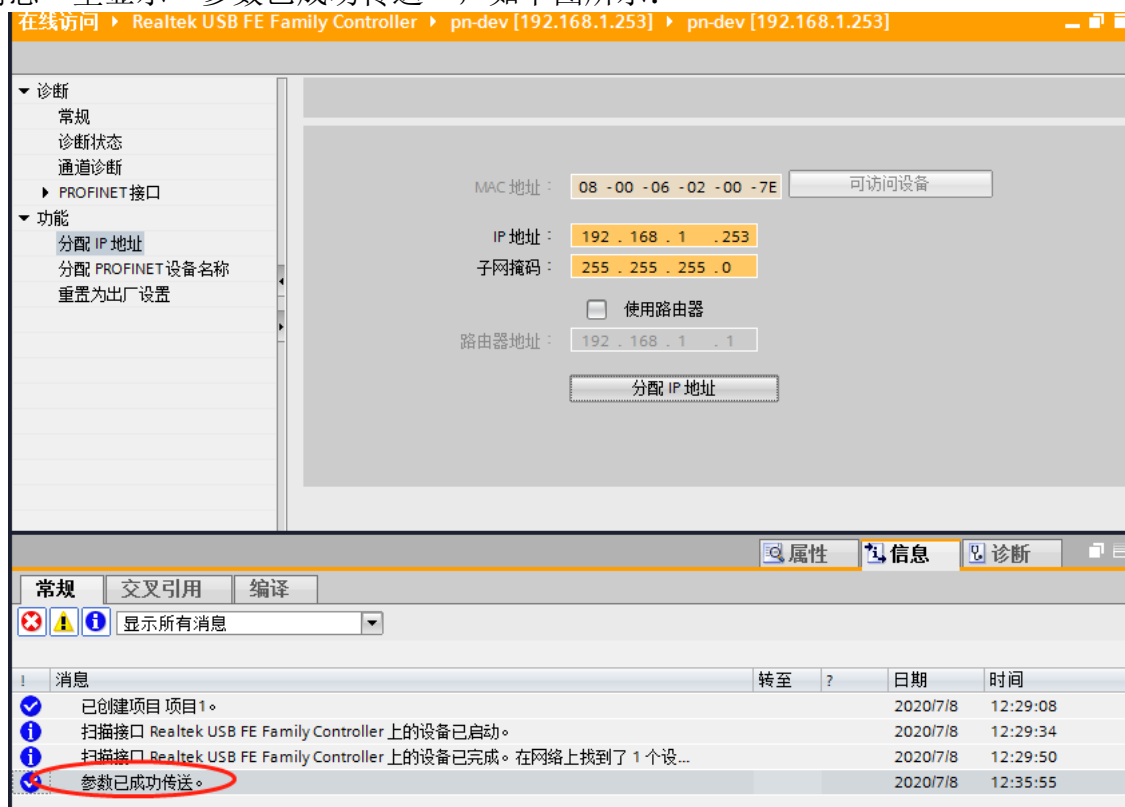 在线访问 ▸ Realtek USB FE Family Controller ▸ pn-dev [192.168.1.253] ▸ pn-dev [192.168.1.253]
诊断
常规
诊断状态
通道诊断
PROFINET接口
功能
分配 IP 地址
分配 PROFINET设备名称
重置为出厂设置
MAC 地址： 08 -00 -06 -02 -00 -7E 可访问设备
IP 地址： 192 . 168 . 1 . 253
子网掩码： 255 . 255 . 255 . 0
使用路由器
路由器地址： 192 . 168 . 1 . 1
分配 IP 地址
属性 信息 诊断
常规 交叉引用 编译
显示所有消息
! 消息 转至 ? 日期 时间
已创建项目 项目1。 2020/7/8 12:29:08
扫描接口 Realtek USB FE Family Controller 上的设备已启动。 2020/7/8 12:29:34
扫描接口 Realtek USB FE Family Controller 上的设备已完成。在网络上找到了 1 个设... 2020/7/8 12:29:50
参数已成功传送。 2020/7/8 12:35:55